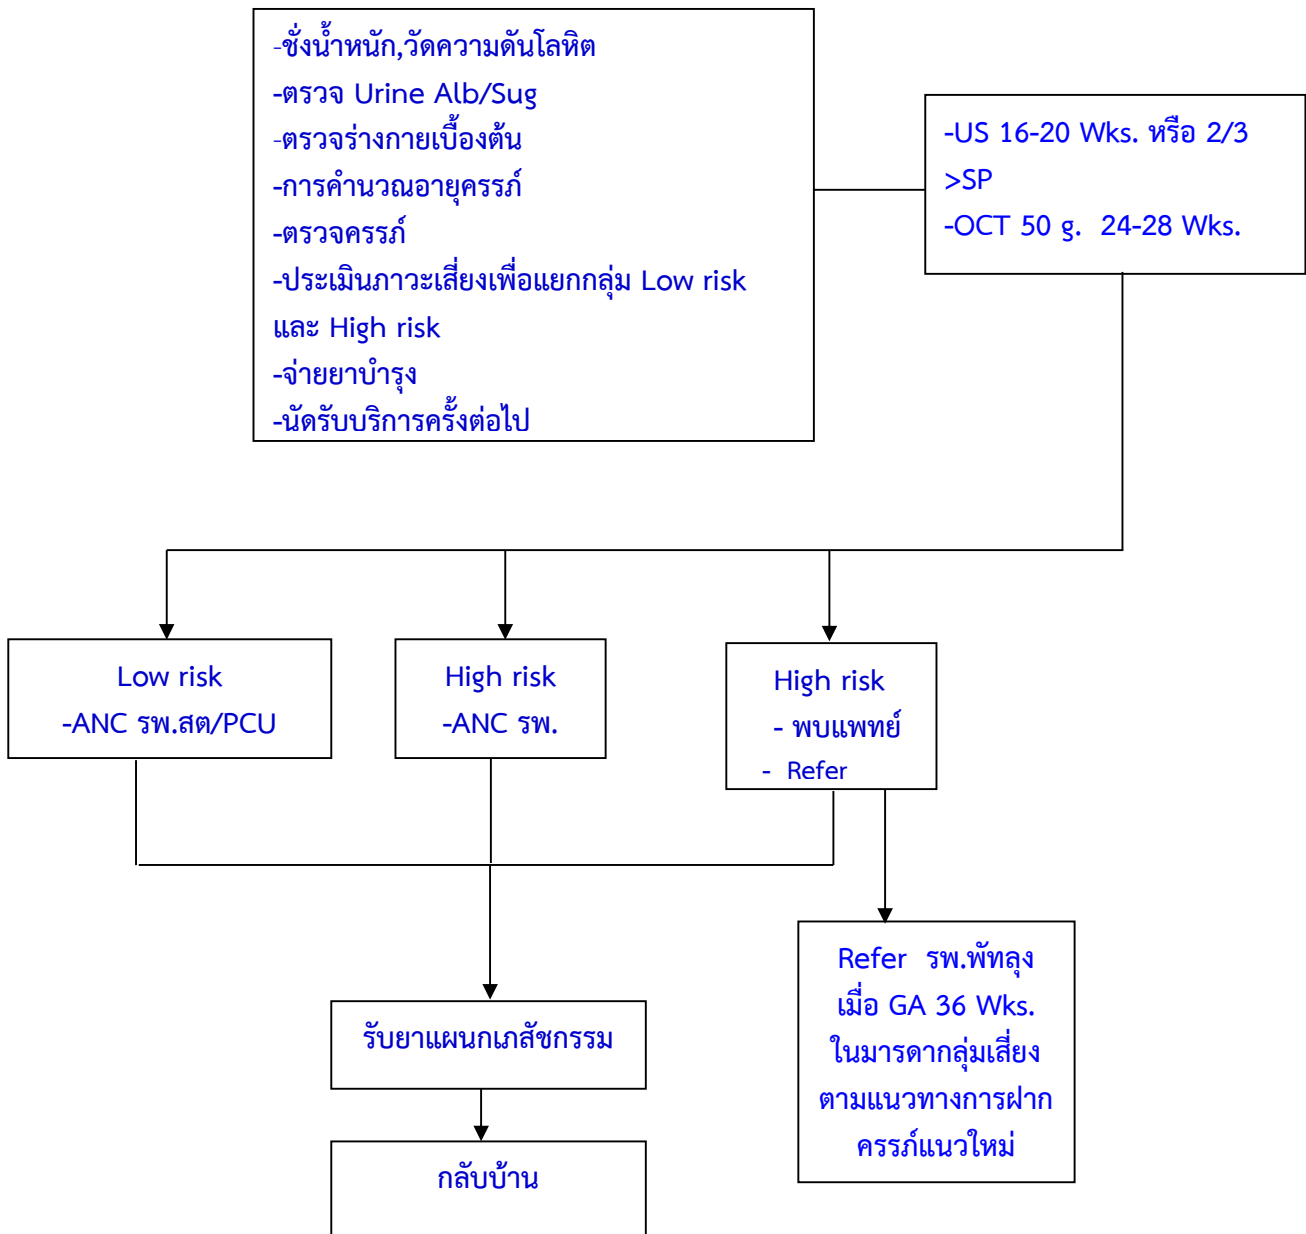 -ชั่งน้ำหนัก,วัดความดันโลหิต
-ตรวจ Urine Alb/Sug
-ตรวจร่างกายเบื้องต้น
-การคำนวณอายุครรภ์
-ตรวจครรภ์
-ประเมินภาวะเสี่ยงเพื่อแยกกลุ่ม Low risk
และ High risk
-จ่ายยาบำรุง
-นัดรับบริการครั้งต่อไป
-US 16-20 Wks. หรือ 2/3
>SP
-OCT 50 g. 24-28 Wks.
Low risk
-ANC รพ.สต/PCU
High risk
-ANC รพ.
High risk
- พบแพทย์
- Refer
Refer รพ.พัทลุง
เมื่อ GA 36 Wks.
ในมารดากลุ่มเสี่ยง
ตามแนวทางการฝาก
ครรภ์แนวใหม่
รับยาแผนกเภสัชกรรม
กลับบ้าน